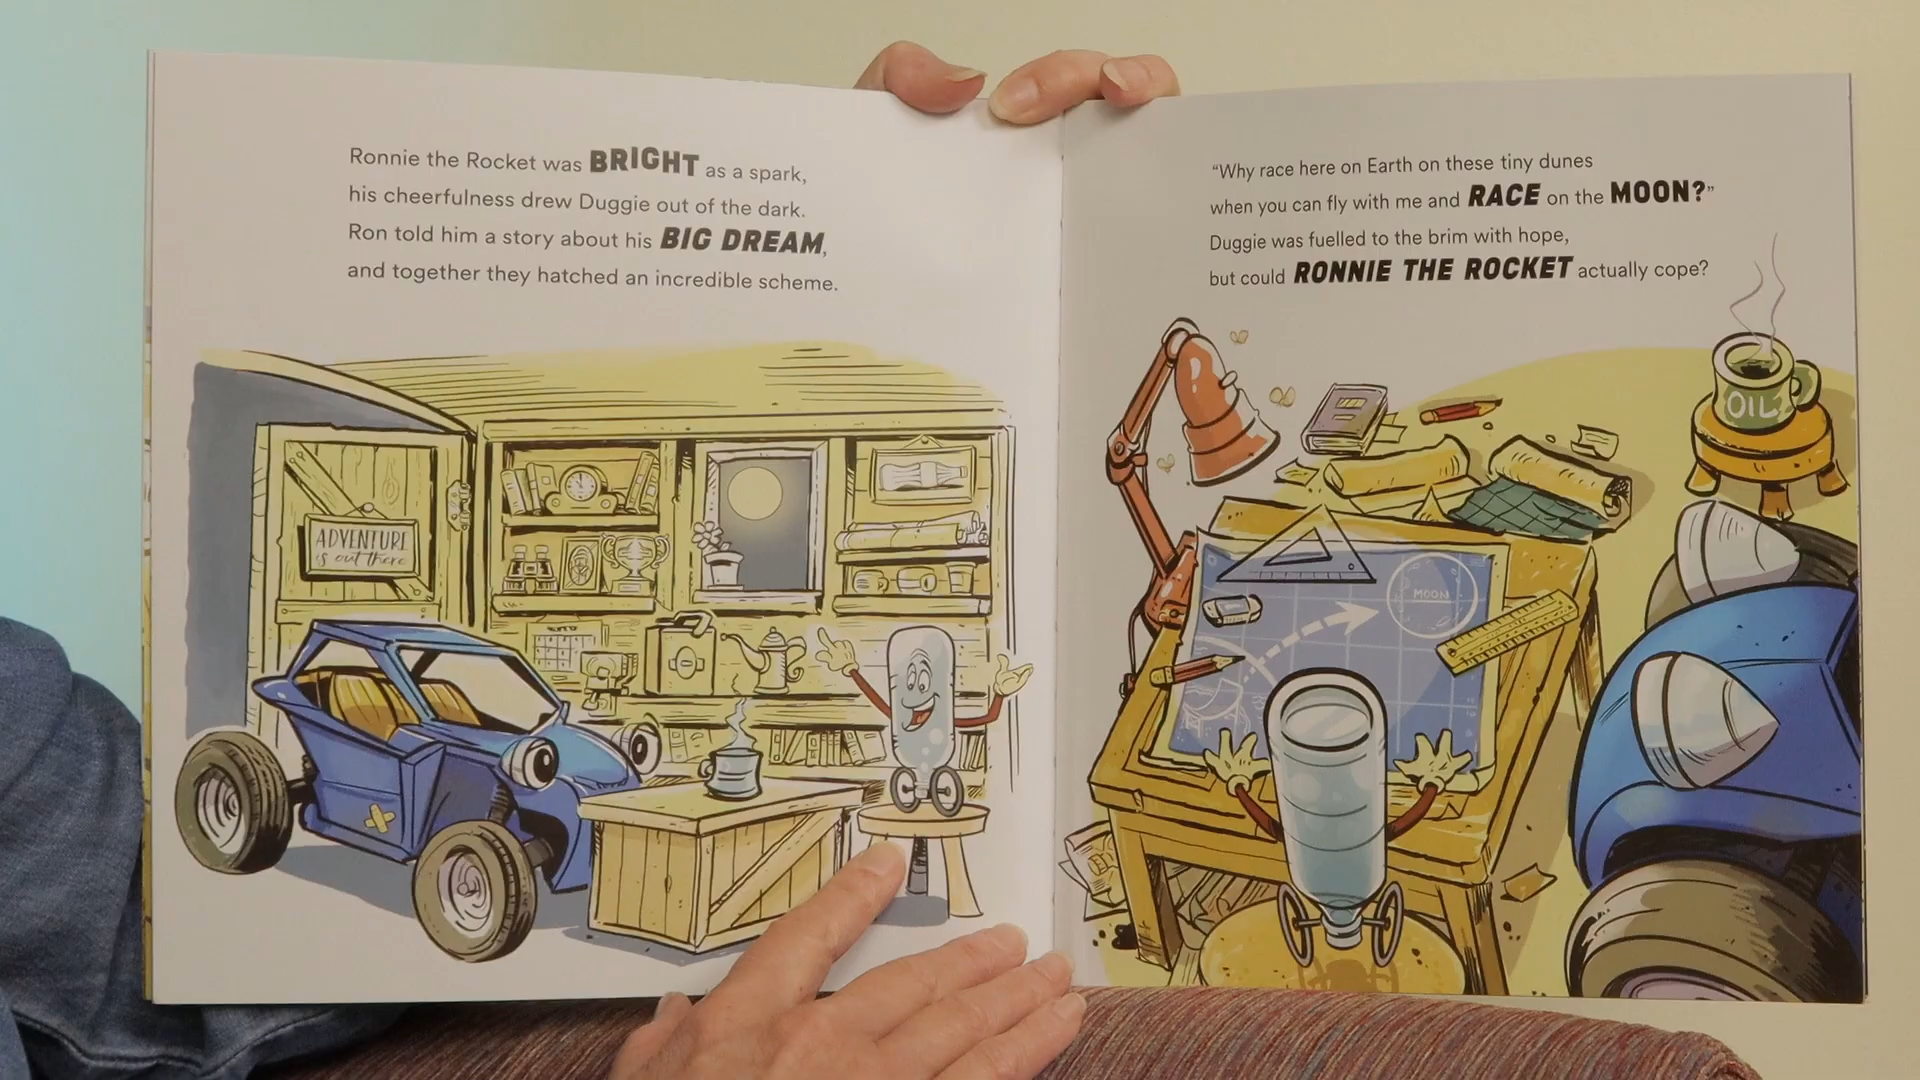 Ronnie the Rocket was BRIGHT as a spark,
his cheerfulness drew Duggie out of the dark.
Ron told him a story about his BIG DREAM,
and together they hatched an incredible scheme.
ADVENTURE
is out there
“Why race here on Earth on these tiny dunes
when you can fly with me and RACE on the MOON?”
Duggie was fuelled to the brim with hope,
but could RONNIE THE ROCKET actually cope?
OIL
MOON